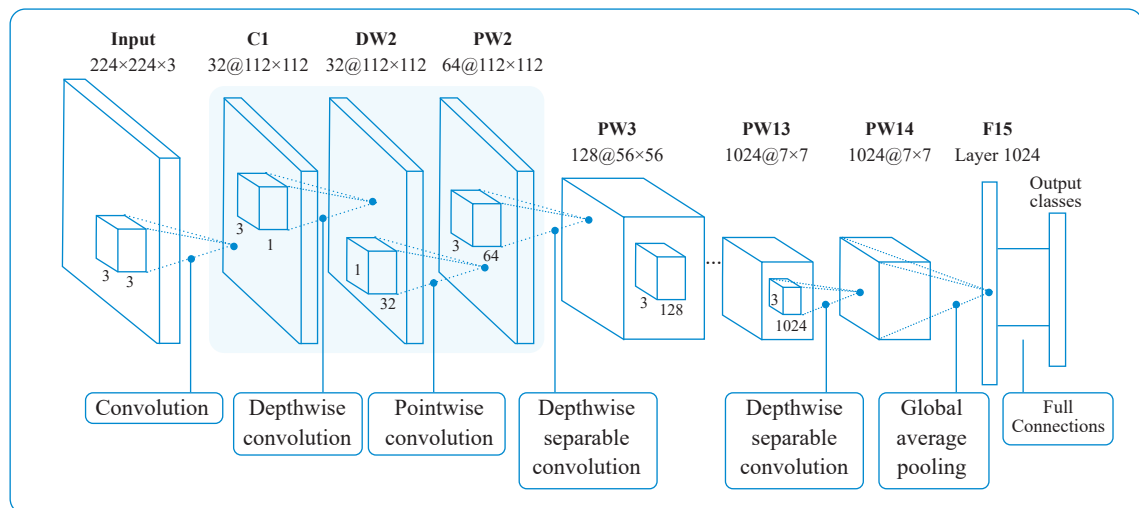 Input
224×224×3
C1
32@112×112
DW2
32@112×112
PW2
64@112×112
PW3
128@56×56
PW13
1024@7×7
PW14
1024@7×7
F15
Layer 1024
Output
classes
3
3
3
1
1
32
3
64
3
128
...
3
1024
Convolution
Depthwise
convolution
Pointwise
convolution
Depthwise
separable
convolution
Depthwise
separable
convolution
Global
average
pooling
Full
Connections